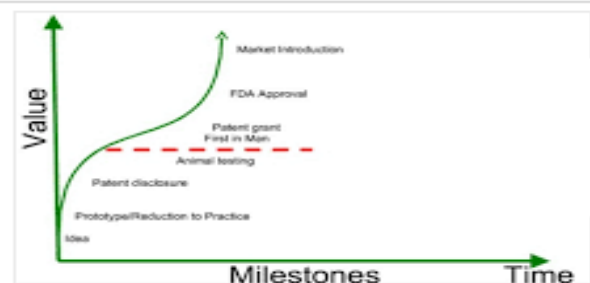 Value
Market Introduction
FDA Approval
Patent grant
First in Man
Animal testing
Patent disclosure
Prototype/Reduction to Practice
Idea
Milestones
Time